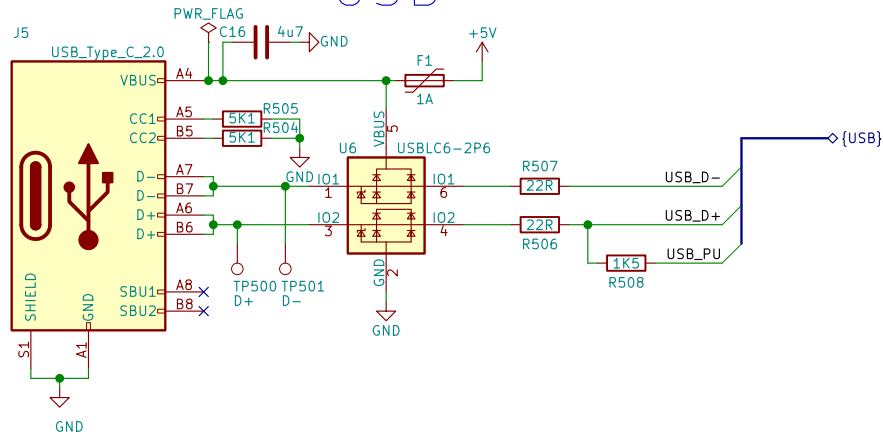 USB
PWR_FLAG
J5
C16 4u7
GND
+5V
USB_Type_C_2.0
F1
1A
VBUS A4
CC1 A5 5K1 R505
CC2 B5 5K1 R504
GND
VBUS
5
U6 USBLC6-2P6
R507
D- A7
D- B7
IO1 IO1
1 6
22R
USB_D-
{USB}
D+ A6
D+ B6
IO2 IO2
3 4
22R
R506
USB_D+
USB_PU
1K5
R508
GND
2
GND
TP500
D+
TP501
D-
SBU1 A8
SBU2 B8
SHIELD
GND
S1
A1
GND